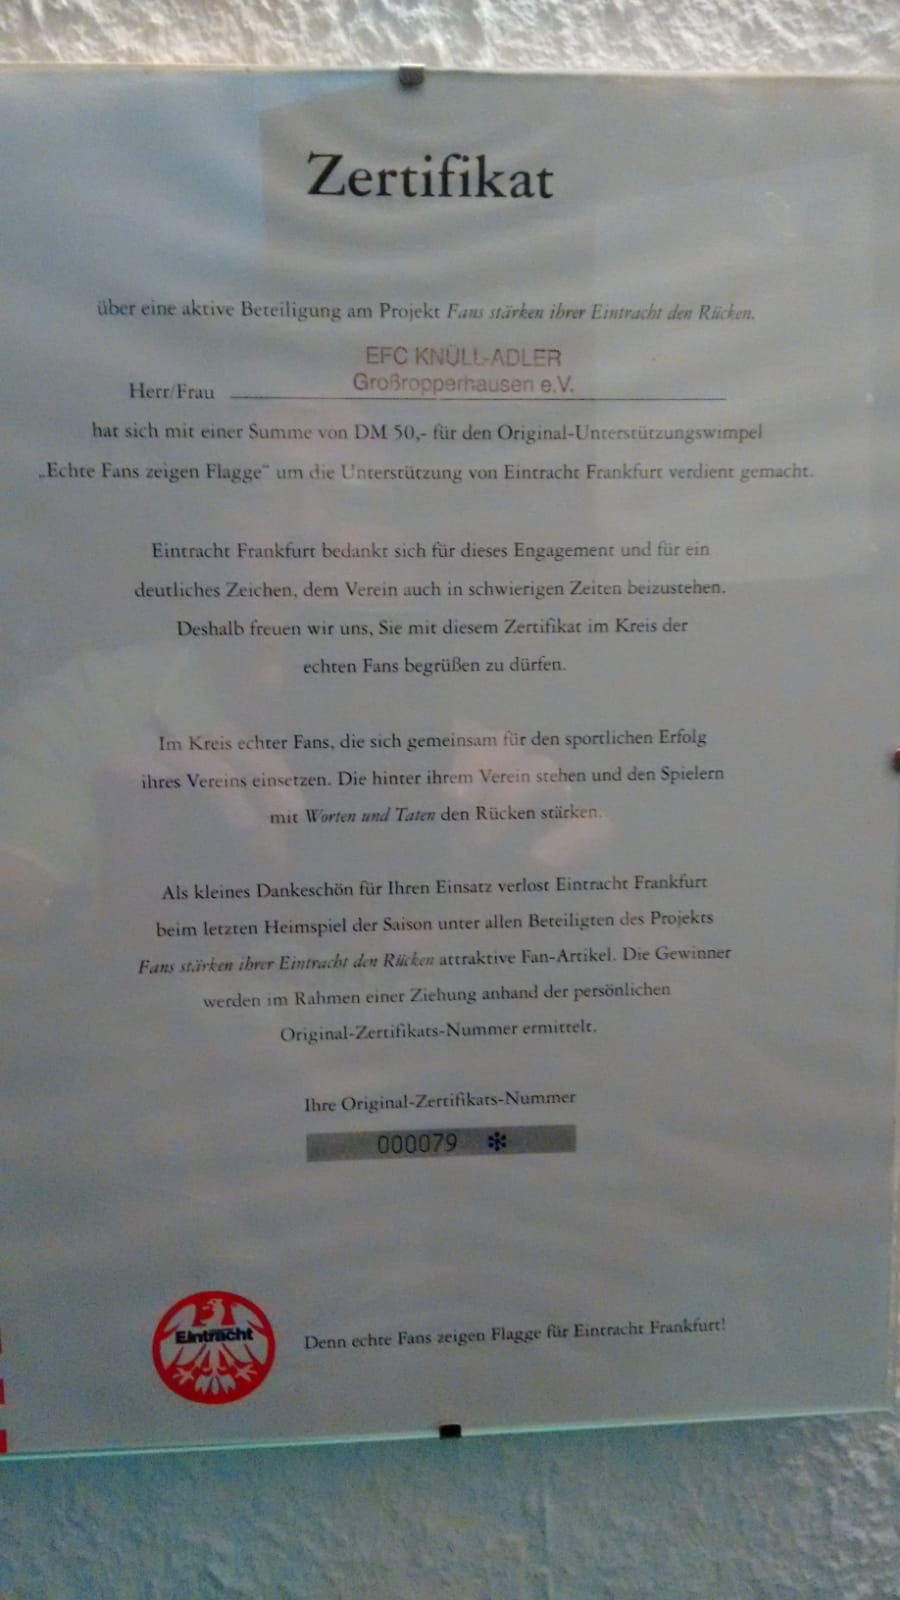 Zertifikat
über eine aktive Beteiligung am Projekt Fans stärken ihrer Eintracht den Rücken.
EFC KNÜLL-ADLER
Großropperhausen e.V.
Herr/Frau
hat sich mit einer Summe von DM 50,- für den Original-Unterstützungswimpel
„Echte Fans zeigen Flagge“ um die Unterstützung von Eintracht Frankfurt verdient gemacht.
Eintracht Frankfurt bedankt sich für dieses Engagement und für ein
deutliches Zeichen, dem Verein auch in schwierigen Zeiten beizustehen.
Deshalb freuen wir uns, Sie mit diesem Zertifikat im Kreis der
echten Fans begrüßen zu dürfen.
Im Kreis echter Fans, die sich gemeinsam für den sportlichen Erfolg
ihres Vereins einsetzen. Die hinter ihrem Verein stehen und den Spielern
mit Worten und Taten den Rücken stärken.
Als kleines Dankeschön für Ihren Einsatz verlost Eintracht Frankfurt
beim letzten Heimspiel der Saison unter allen Beteiligten des Projekts
Fans stärken ihrer Eintracht den Rücken attraktive Fan-Artikel. Die Gewinner
werden im Rahmen einer Ziehung anhand der persönlichen
Original-Zertifikats-Nummer ermittelt.
Ihre Original-Zertifikats-Nummer
000079 ✻
Eintracht
Denn echte Fans zeigen Flagge für Eintracht Frankfurt!